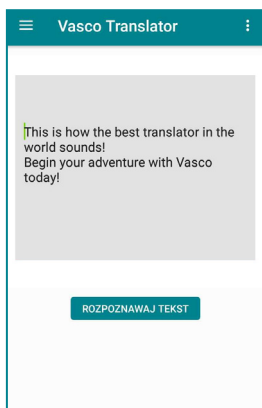 Vasco Translator
This is how the best translator in the
world sounds!
Begin your adventure with Vasco
today!
ROZPOZNAWAJ TEKST